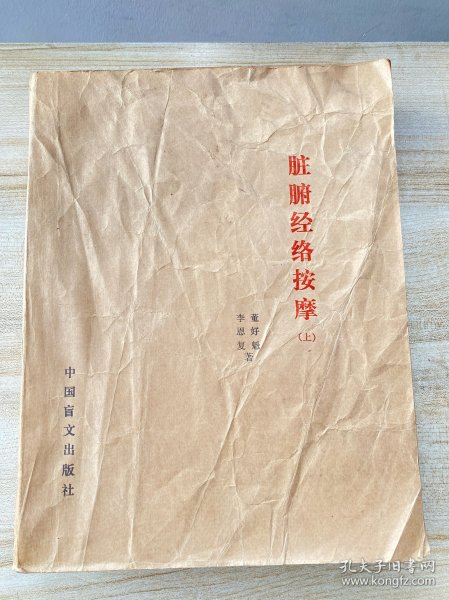 脏腑经络按摩(上)
董好魁
李恩复著
中国盲文出版社
孔夫子旧书网
www.kongfz.com